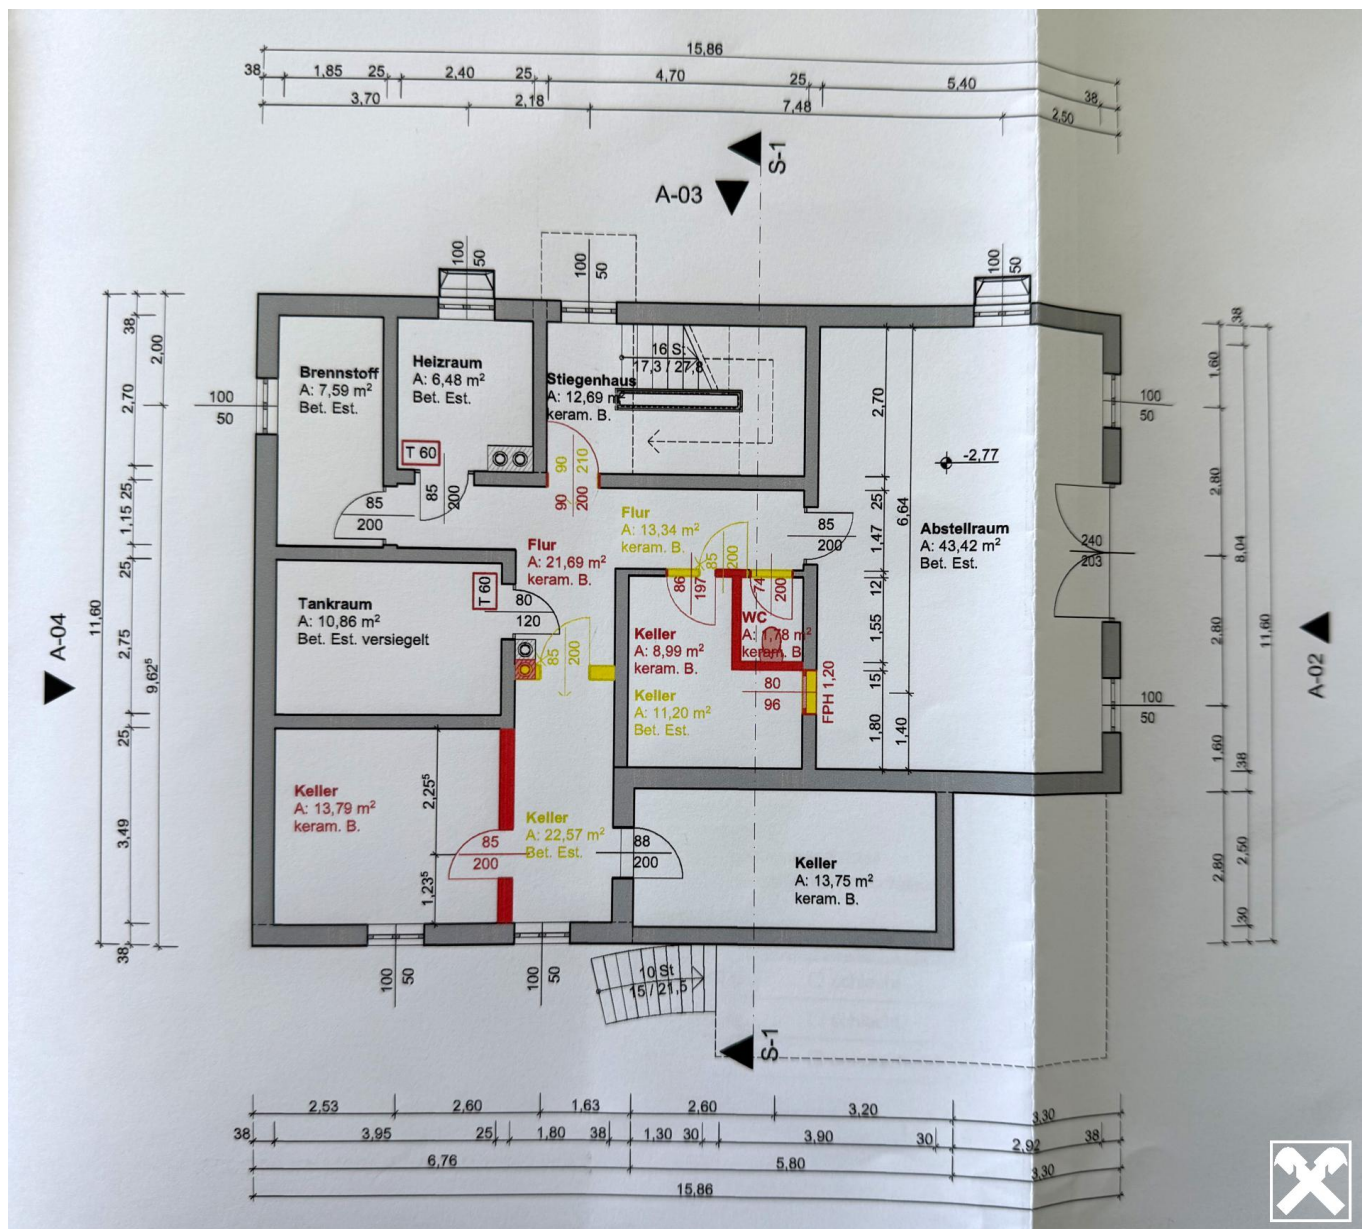 15,86
38 1,85 25 2,40 25 4,70 25 5,40 38
3,70 2,18 7,48 2,50
S-1
A-03
100 50
100 50
100 50
38
2,00
2,70
25
1,15
25
2,75
9,62⁵
11,60
25
3,49
38
A-04
100
50
Brennstoff
A: 7,59 m²
Bet. Est.
Heizraum
A: 6,48 m²
Bet. Est.
T 60
85
200
85
200
Stiegenhaus
A: 12,69 m²
keram. B.
16 St
17,3 / 27,8
90
210
90
200
Flur
A: 13,34 m²
keram. B.
Flur
A: 21,69 m²
keram. B.
85
200
85
200
86
197
74
200
2,70
25
1,47
12
1,55
15
1,80
6,64
1,40
-2,77
Abstellraum
A: 43,42 m²
Bet. Est.
240
203
100
50
100
50
Tankraum
A: 10,86 m²
Bet. Est. versiegelt
T 60
80
120
85
200
Keller
A: 8,99 m²
keram. B.
Keller
A: 11,20 m²
Bet. Est.
WC
A: 1,78 m²
keram. B.
80
96
FPH 1,20
Keller
A: 13,79 m²
keram. B.
2,25⁵
1,23⁵
85
200
Keller
A: 22,57 m²
Bet. Est.
88
200
Keller
A: 13,75 m²
keram. B.
100 50
100 50
10 St
15 / 21,5
S-1
38
1,60
2,80
8,04
2,80
11,60
1,60
38
2,80
2,50
30
A-02
2,53 2,60 1,63 2,60 3,20 3,30
38 3,95 25 1,80 38 1,30 30 3,90 30 2,92 38
6,76 5,80 3,30
15,86